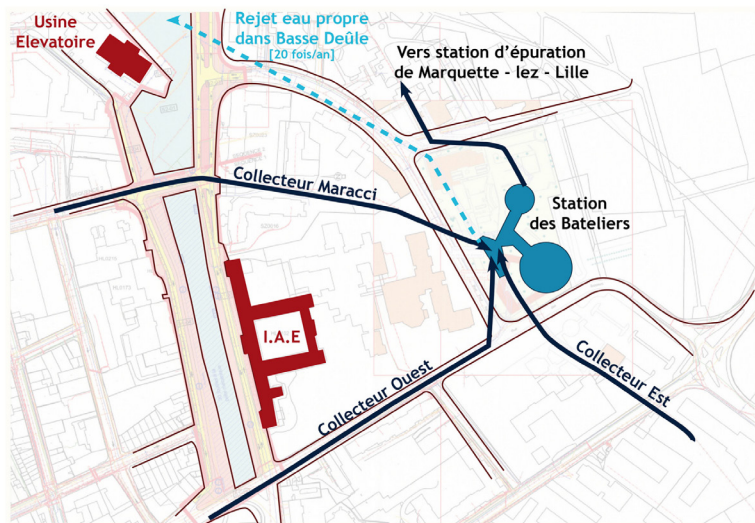 Usine
Elevatoire
Rejet eau propre
dans Basse Deûle
[20 fois/an]
Vers station d'épuration
de Marquette - lez - Lille
Collecteur Maracci
Station
des Bateliers
I.A.E
Collecteur Ouest
Collecteur Est